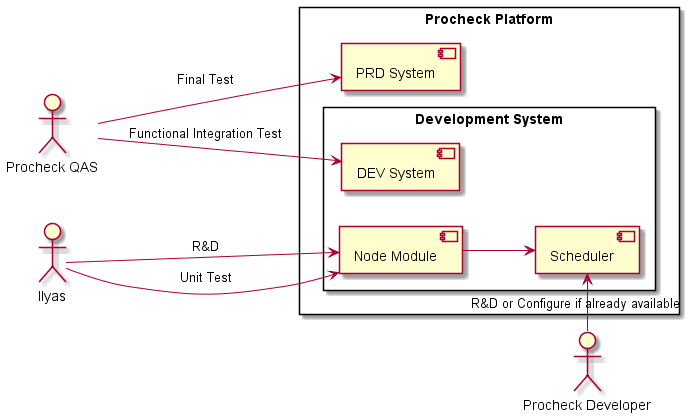 Procheck Platform
PRD System
Final Test
Development System
Functional Integration Test
Procheck QAS
DEV System
R&D
Node Module
Scheduler
Unit Test
Ilyas
R&D or Configure if already available
Procheck Developer